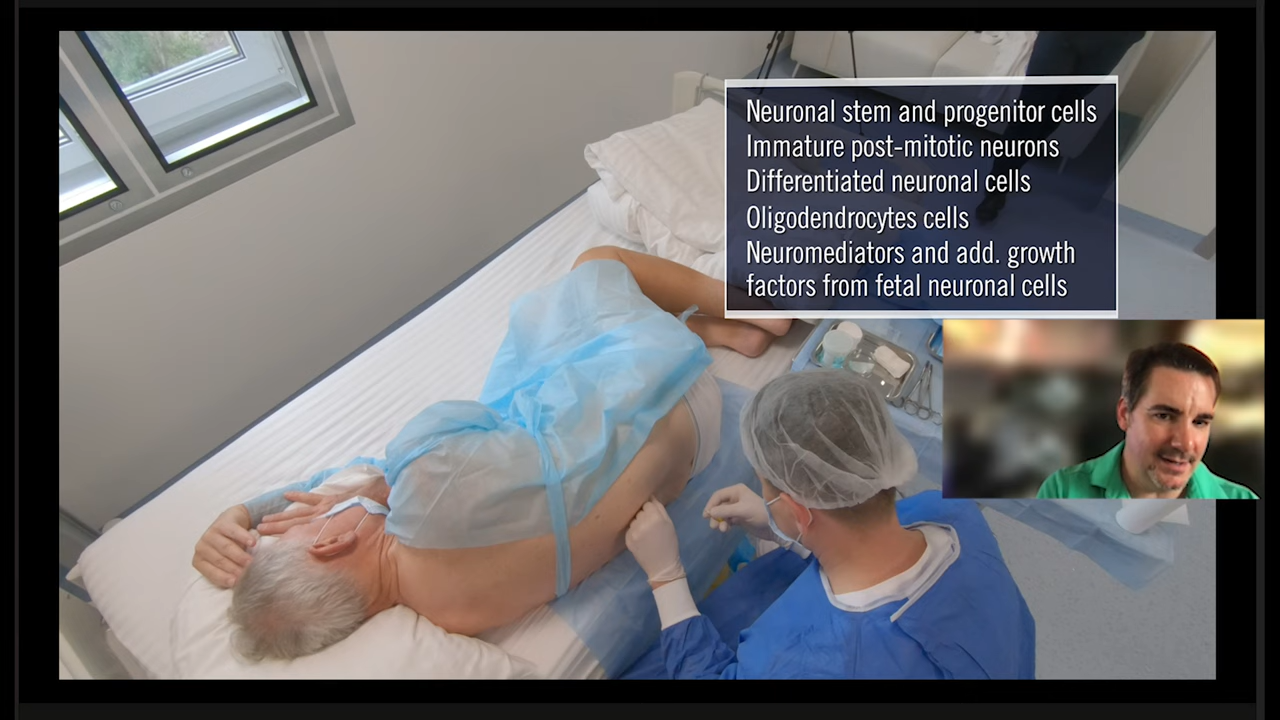 Neuronal stem and progenitor cells
Immature post-mitotic neurons
Differentiated neuronal cells
Oligodendrocytes cells
Neuromediators and add. growth
factors from fetal neuronal cells